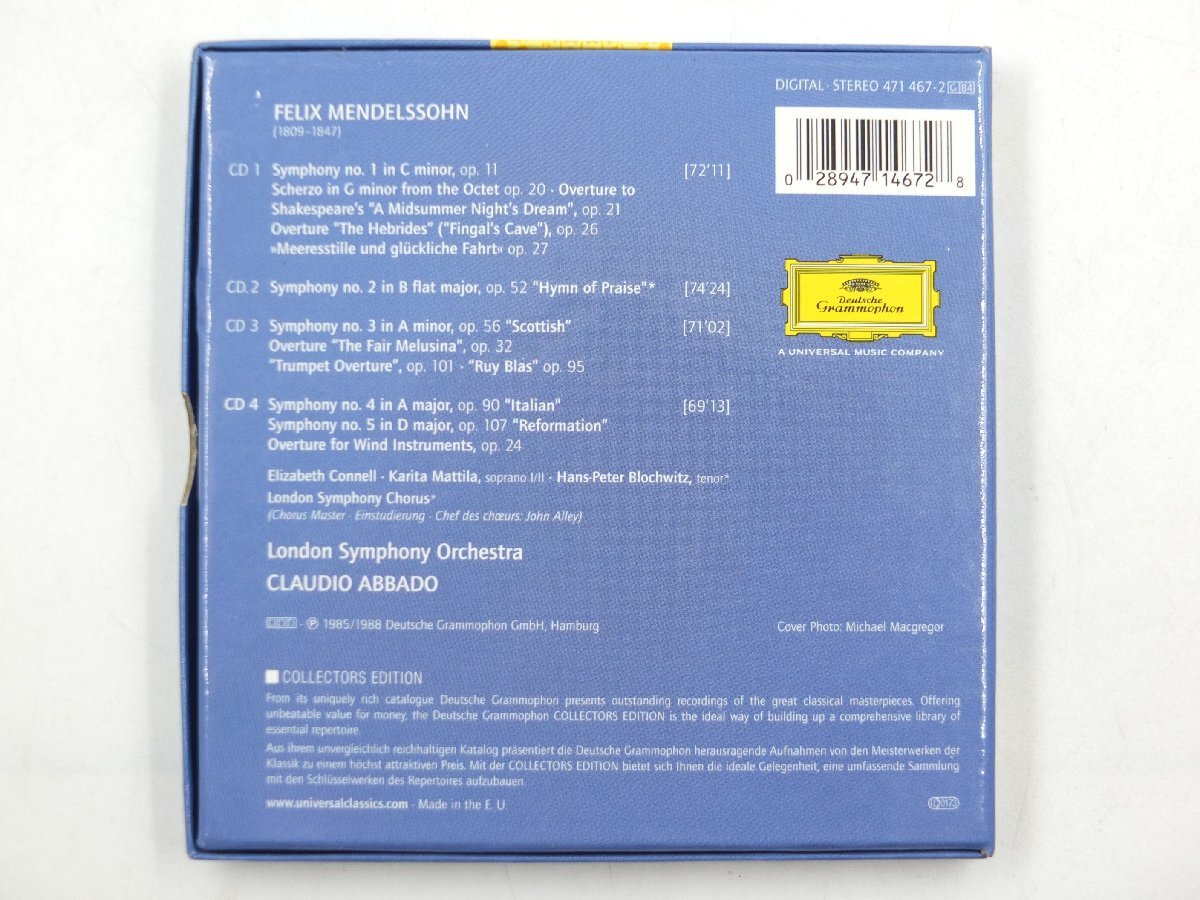 DIGITAL · STEREO 471 467-2 G 184
FELIX MENDELSSOHN
(1809–1847)
0 28947 14672 8
CD 1 Symphony no. 1 in C minor, op. 11 [72'11]
Scherzo in G minor from the Octet op. 20 · Overture to
Shakespeare's "A Midsummer Night's Dream", op. 21
Overture "The Hebrides" ("Fingal's Cave"), op. 26
»Meeresstille und glückliche Fahrt« op. 27
CD 2 Symphony no. 2 in B flat major, op. 52 "Hymn of Praise"* [74'24]
Deutsche
Grammophon
A UNIVERSAL MUSIC COMPANY
CD 3 Symphony no. 3 in A minor, op. 56 "Scottish" [71'02]
Overture "The Fair Melusina", op. 32
"Trumpet Overture", op. 101 · "Ruy Blas" op. 95
CD 4 Symphony no. 4 in A major, op. 90 "Italian" [69'13]
Symphony no. 5 in D major, op. 107 "Reformation"
Overture for Wind Instruments, op. 24
Elizabeth Connell · Karita Mattila, soprano I/II · Hans-Peter Blochwitz, tenor*
London Symphony Chorus*
(Chorus Master · Einstudierung · Chef des chœurs: John Alley)
London Symphony Orchestra
CLAUDIO ABBADO
DDD · ℗ 1985/1988 Deutsche Grammophon GmbH, Hamburg
Cover Photo: Michael Macgregor
COLLECTORS EDITION
From its uniquely rich catalogue Deutsche Grammophon presents outstanding recordings of the great classical masterpieces. Offering
unbeatable value for money, the Deutsche Grammophon COLLECTORS EDITION is the ideal way of building up a comprehensive library of
essential repertoire.
Aus ihrem unvergleichlich reichhaltigen Katalog präsentiert die Deutsche Grammophon herausragende Aufnahmen von den Meisterwerken der
Klassik zu einem höchst attraktiven Preis. Mit der COLLECTORS EDITION bietet sich Ihnen die ideale Gelegenheit, eine umfassende Sammlung
mit den Schlüsselwerken des Repertoires aufzubauen.
www.universalclassics.com · Made in the E. U.